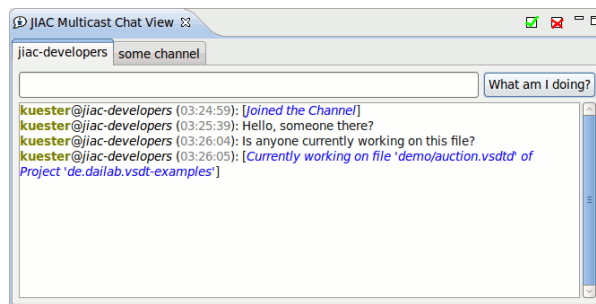 JIAC Multicast Chat View
jiac-developers some channel
What am I doing?
kuester@jiac-developers (03:24:59): [Joined the Channel]
kuester@jiac-developers (03:25:39): Hello, someone there?
kuester@jiac-developers (03:26:04): Is anyone currently working on this file?
kuester@jiac-developers (03:26:05): [Currently working on file 'demo/auction.vsdtd' of
Project 'de.dailab.vsdt-examples']